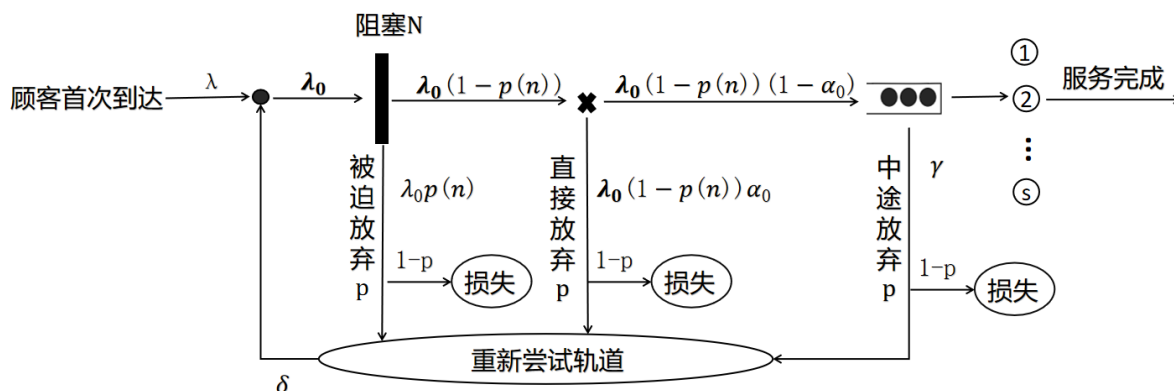 阻塞N
顾客首次到达
λ
λ₀
λ₀(1-p(n))
λ₀(1-p(n))(1-α₀)
①
②
⋮
ⓢ
服务完成
被迫放弃p
λ₀p(n)
直接放弃p
λ₀(1-p(n))α₀
中途放弃p
γ
1-p
损失
1-p
损失
1-p
损失
重新尝试轨道
δ